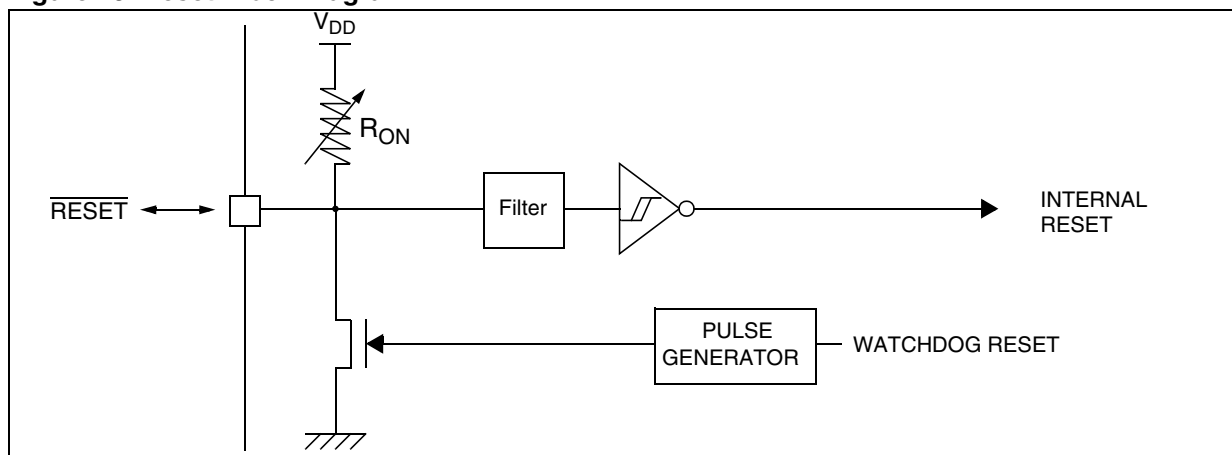 V_DD
R_ON
RESET
Filter
INTERNAL
RESET
PULSE
GENERATOR
WATCHDOG RESET